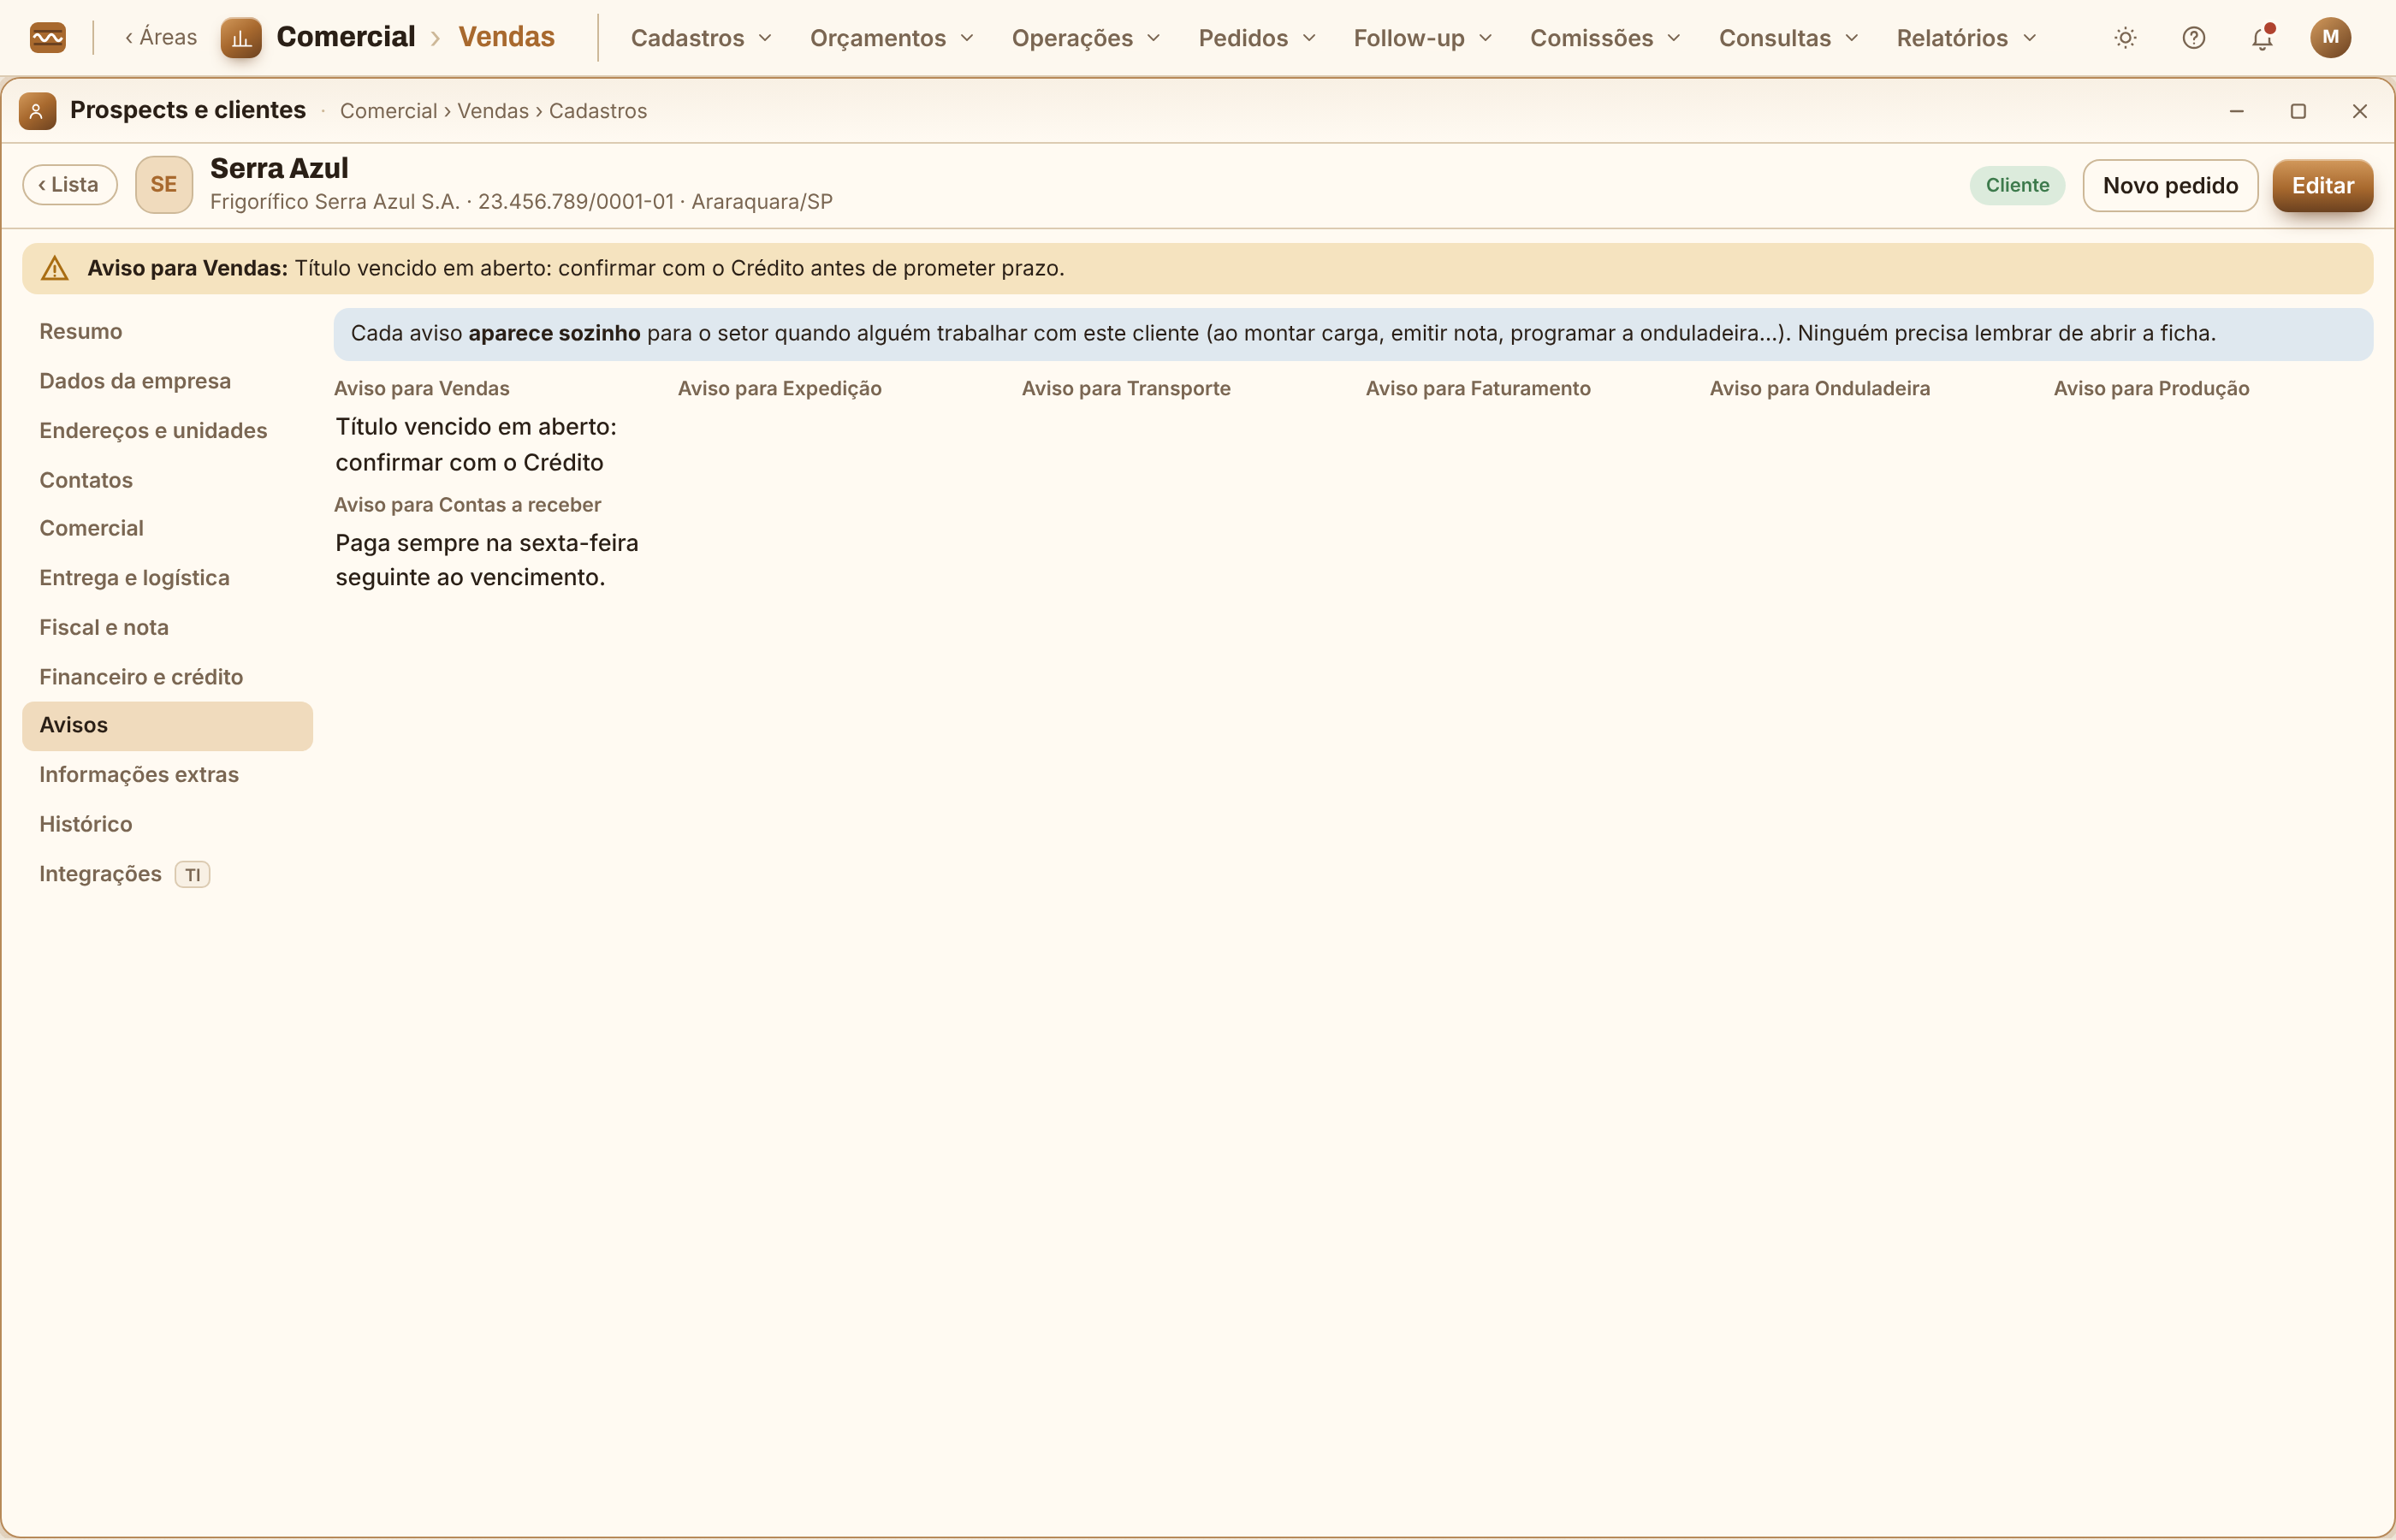 ‹ Áreas Comercial › Vendas Cadastros Orçamentos Operações Pedidos Follow-up Comissões Consultas Relatórios M
Prospects e clientes · Comercial › Vendas › Cadastros
‹ Lista SE Serra Azul
Frigorífico Serra Azul S.A. · 23.456.789/0001-01 · Araraquara/SP
Cliente Novo pedido Editar
Aviso para Vendas: Título vencido em aberto: confirmar com o Crédito antes de prometer prazo.
Resumo
Dados da empresa
Endereços e unidades
Contatos
Comercial
Entrega e logística
Fiscal e nota
Financeiro e crédito
Avisos
Informações extras
Histórico
Integrações TI
Cada aviso aparece sozinho para o setor quando alguém trabalhar com este cliente (ao montar carga, emitir nota, programar a onduladeira...). Ninguém precisa lembrar de abrir a ficha.
Aviso para Vendas Aviso para Expedição Aviso para Transporte Aviso para Faturamento Aviso para Onduladeira Aviso para Produção
Título vencido em aberto:
confirmar com o Crédito
Aviso para Contas a receber
Paga sempre na sexta-feira
seguinte ao vencimento.